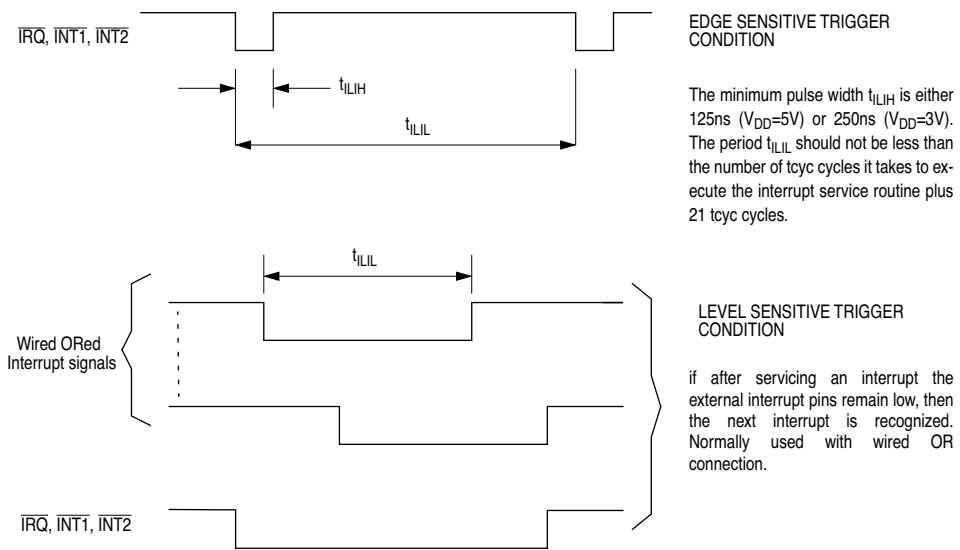 IRQ, INT1, INT2
EDGE SENSITIVE TRIGGER
CONDITION
tILIH
tILIL
The minimum pulse width tILIH is either
125ns (VDD=5V) or 250ns (VDD=3V).
The period tILIL should not be less than
the number of tcyc cycles it takes to ex-
ecute the interrupt service routine plus
21 tcyc cycles.
tILIL
Wired ORed
Interrupt signals
LEVEL SENSITIVE TRIGGER
CONDITION
if after servicing an interrupt the
external interrupt pins remain low, then
the next interrupt is recognized.
Normally used with wired OR
connection.
IRQ, INT1, INT2